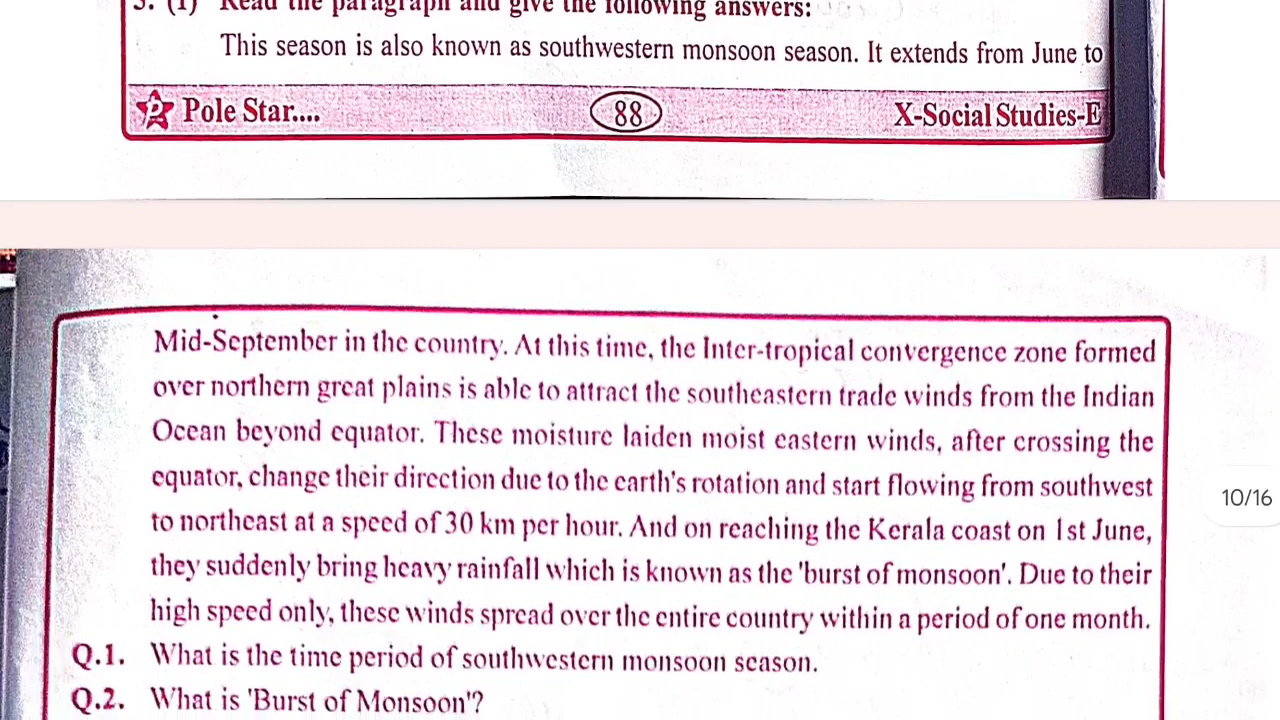 3. (1) Read the paragraph and give the following answers:
This season is also known as southwestern monsoon season. It extends from June to
Pole Star.... 88 X-Social Studies-E
Mid-September in the country. At this time, the Inter-tropical convergence zone formed
over northern great plains is able to attract the southeastern trade winds from the Indian
Ocean beyond equator. These moisture laiden moist eastern winds, after crossing the
equator, change their direction due to the earth's rotation and start flowing from southwest
to northeast at a speed of 30 km per hour. And on reaching the Kerala coast on 1st June,
they suddenly bring heavy rainfall which is known as the 'burst of monsoon'. Due to their
high speed only, these winds spread over the entire country within a period of one month.
10/16
Q.1. What is the time period of southwestern monsoon season.
Q.2. What is 'Burst of Monsoon'?